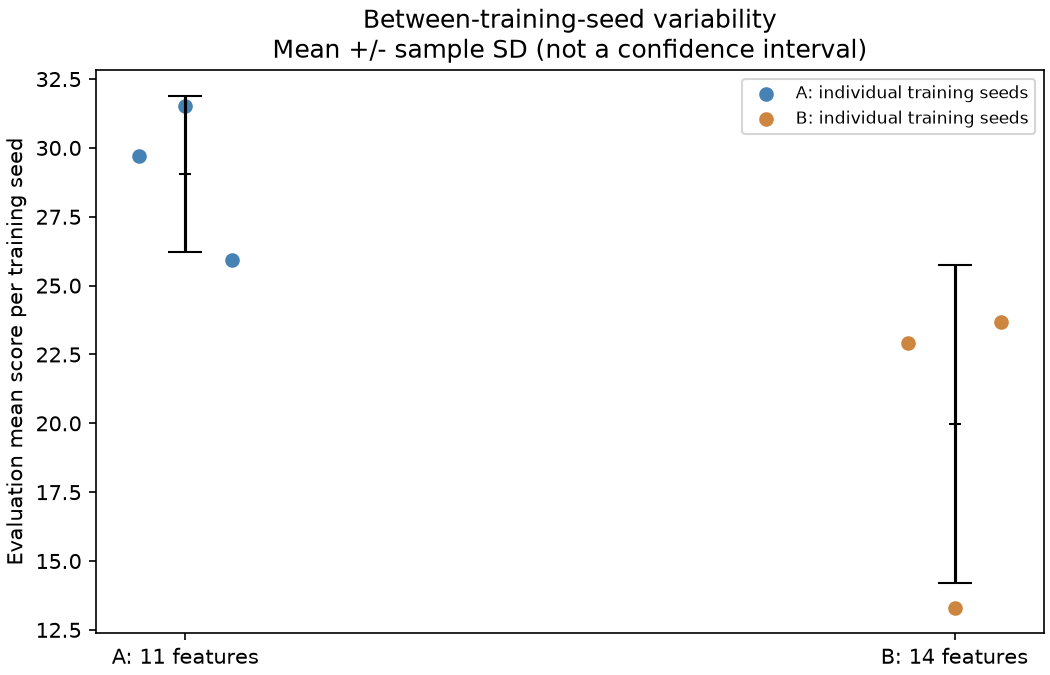 Between-training-seed variability
Mean +/- sample SD (not a confidence interval)
Evaluation mean score per training seed
32.5
30.0
27.5
25.0
22.5
20.0
17.5
15.0
12.5
A: individual training seeds
B: individual training seeds
A: 11 features
B: 14 features